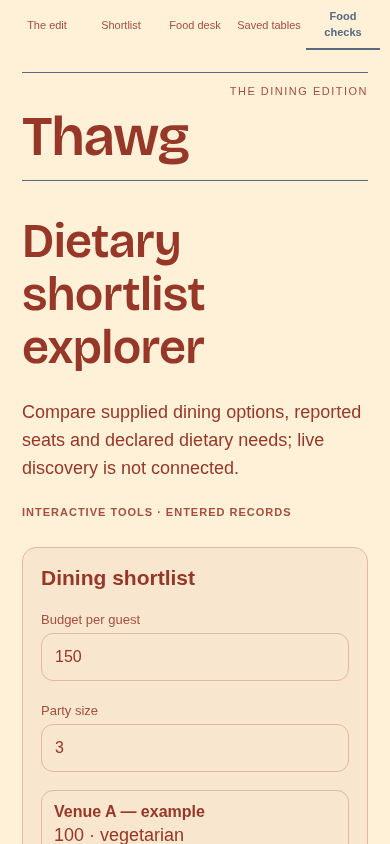 The edit
Shortlist
Food desk
Saved tables
Food
checks
THE DINING EDITION
Thawg
Dietary
shortlist
explorer
Compare supplied dining options, reported
seats and declared dietary needs; live
discovery is not connected.
INTERACTIVE TOOLS · ENTERED RECORDS
Dining shortlist
Budget per guest
150
Party size
3
Venue A — example
100 · vegetarian